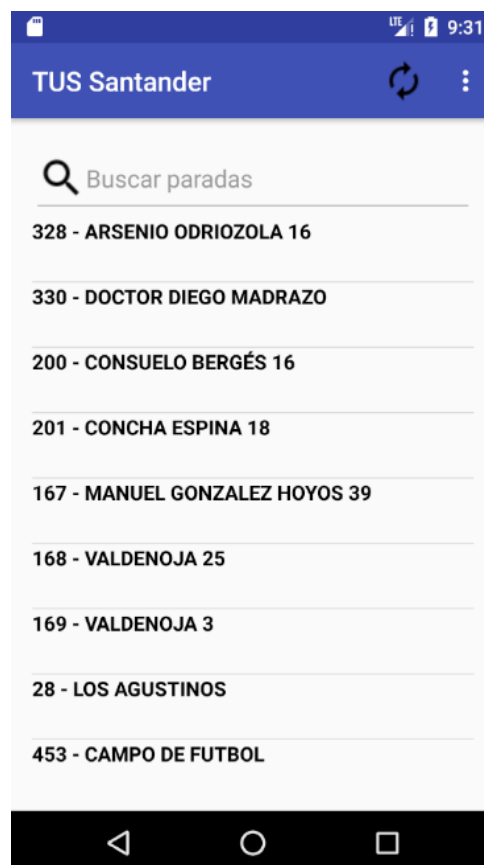 LTE 9:31
TUS Santander
Buscar paradas
328 - ARSENIO ODRIOZOLA 16
330 - DOCTOR DIEGO MADRAZO
200 - CONSUELO BERGÉS 16
201 - CONCHA ESPINA 18
167 - MANUEL GONZALEZ HOYOS 39
168 - VALDENOJA 25
169 - VALDENOJA 3
28 - LOS AGUSTINOS
453 - CAMPO DE FUTBOL